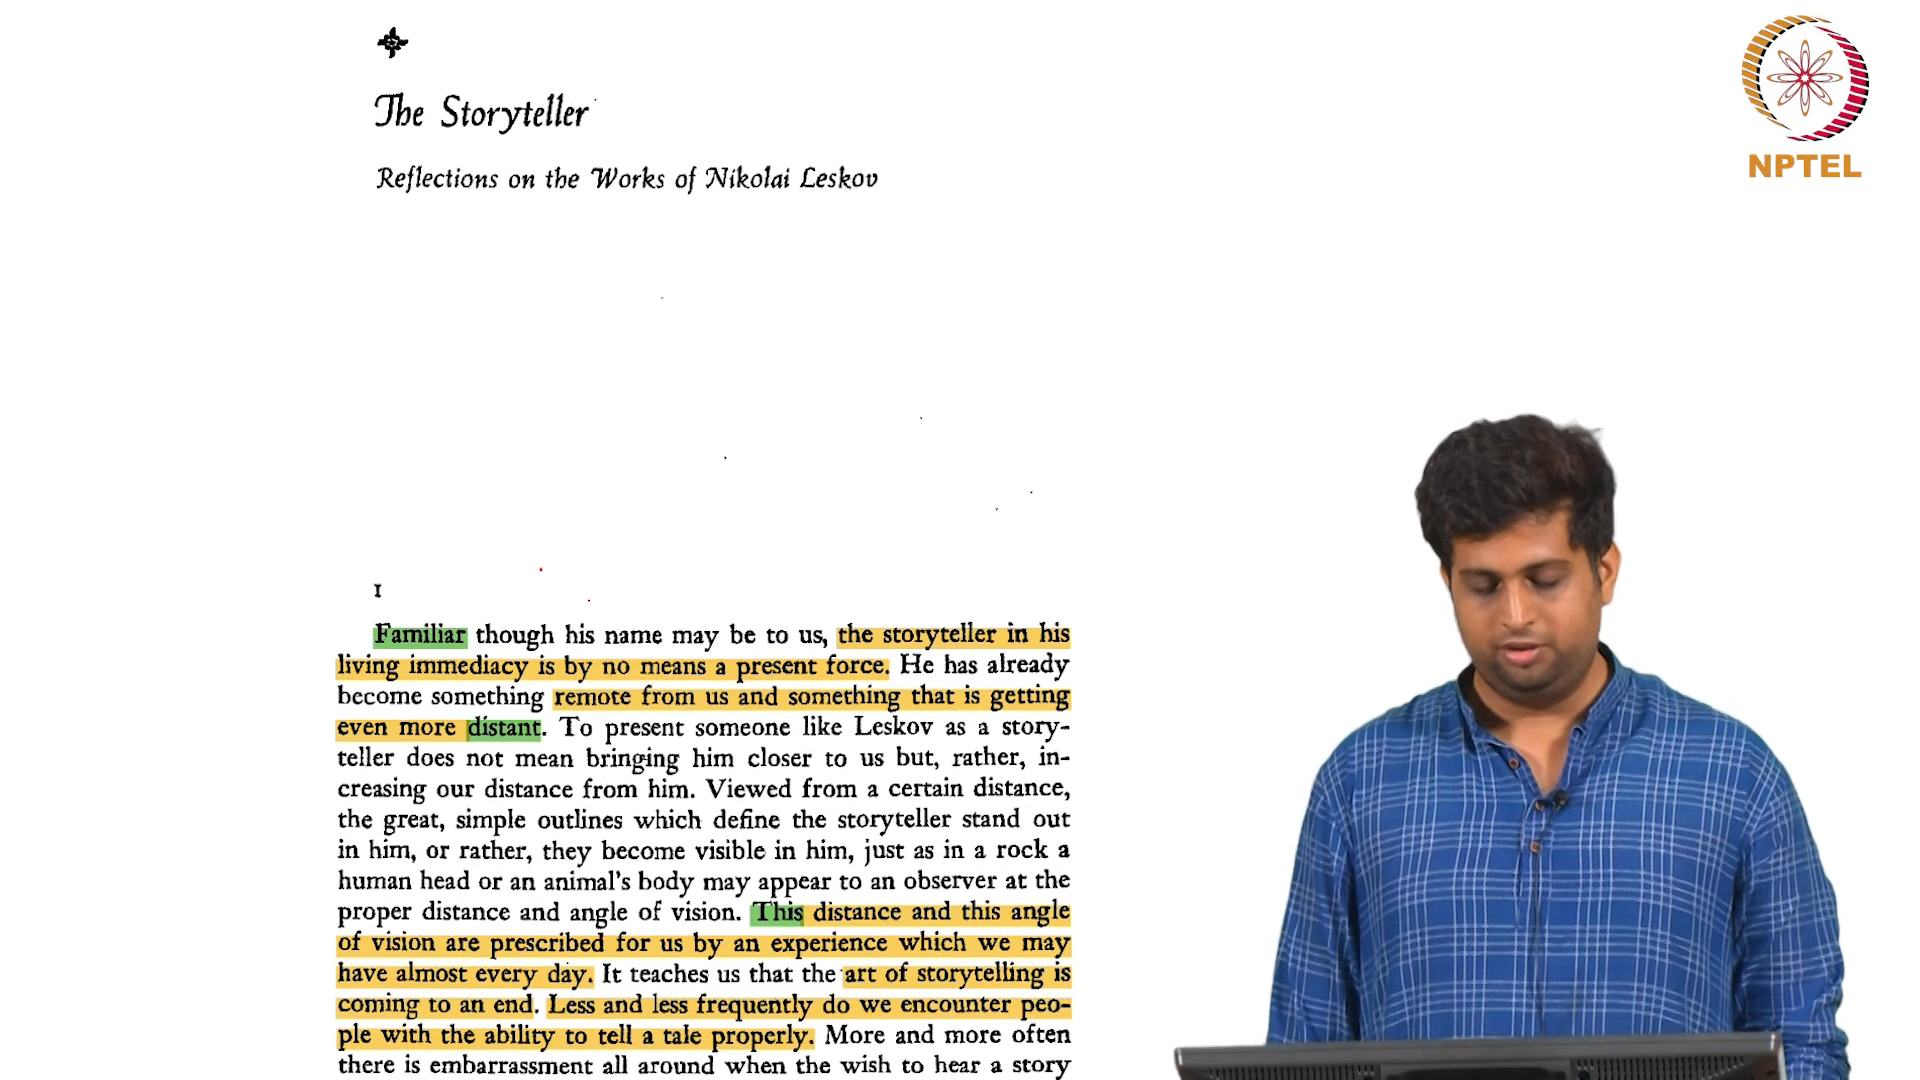 The Storyteller
Reflections on the Works of Nikolai Leskov
NPTEL
I
Familiar though his name may be to us, the storyteller in his
living immediacy is by no means a present force. He has already
become something remote from us and something that is getting
even more distant. To present someone like Leskov as a story-
teller does not mean bringing him closer to us but, rather, in-
creasing our distance from him. Viewed from a certain distance,
the great, simple outlines which define the storyteller stand out
in him, or rather, they become visible in him, just as in a rock a
human head or an animal's body may appear to an observer at the
proper distance and angle of vision. This distance and this angle
of vision are prescribed for us by an experience which we may
have almost every day. It teaches us that the art of storytelling is
coming to an end. Less and less frequently do we encounter peo-
ple with the ability to tell a tale properly. More and more often
there is embarrassment all around when the wish to hear a story